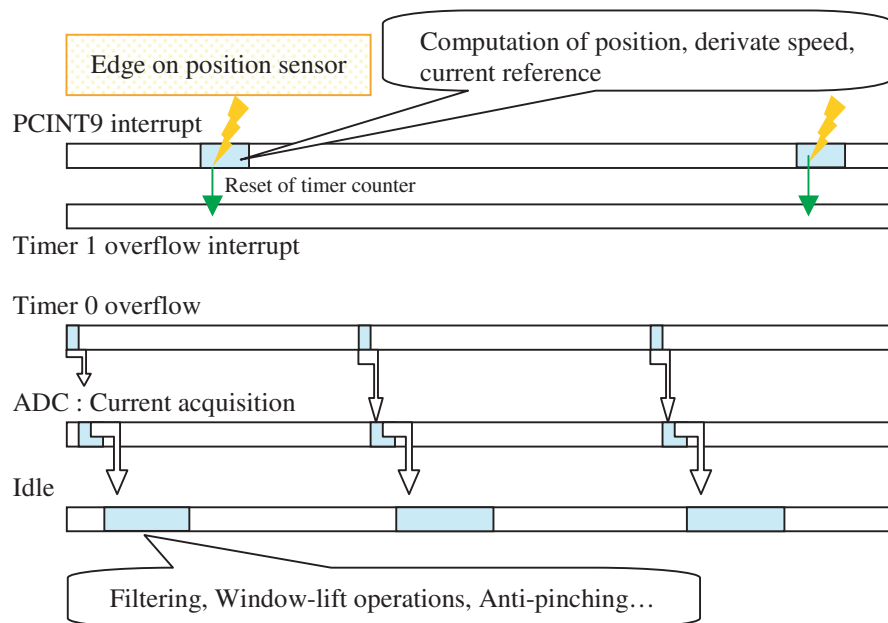 Edge on position sensor
Computation of position, derivate speed,
current reference
PCINT9 interrupt
Reset of timer counter
Timer 1 overflow interrupt
Timer 0 overflow
ADC : Current acquisition
Idle
Filtering, Window-lift operations, Anti-pinching…